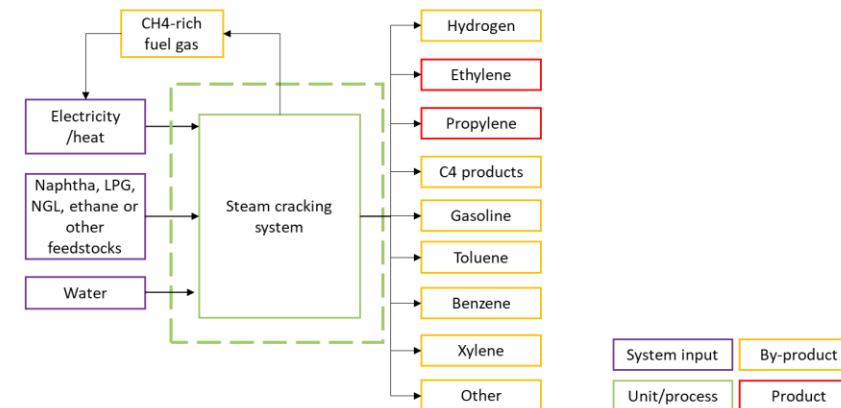 CH4-rich
fuel gas
Electricity
/heat
Naphtha, LPG,
NGL, ethane or
other
feedstocks
Water
Steam cracking
system
Hydrogen
Ethylene
Propylene
C4 products
Gasoline
Toluene
Benzene
Xylene
Other
System input
By-product
Unit/process
Product